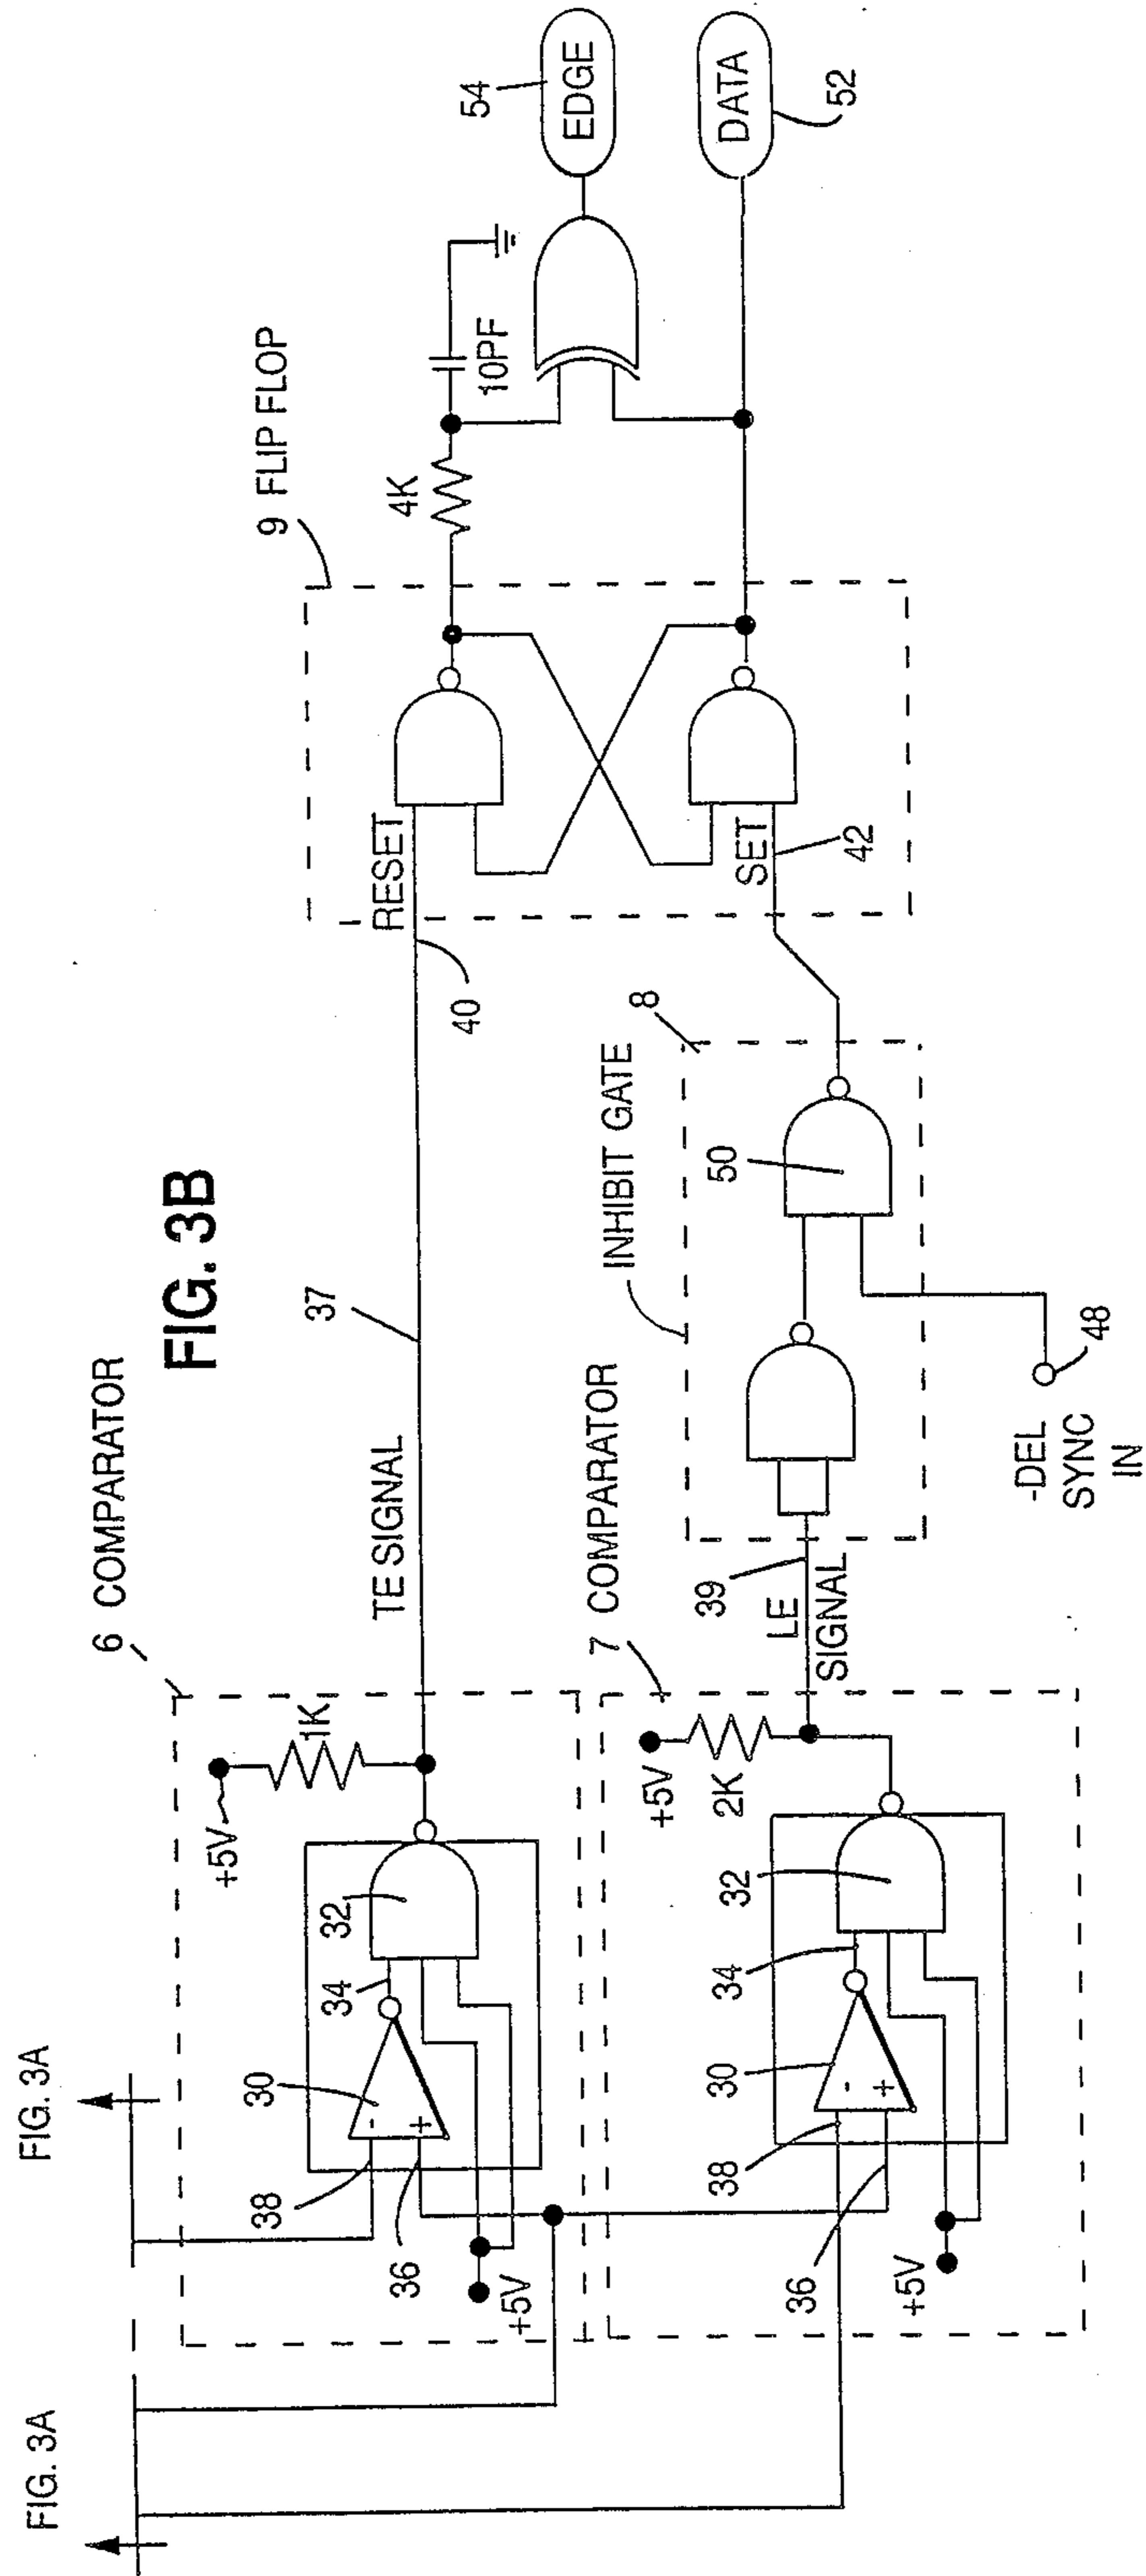 FIG. 3B
FIG. 3A
FIG. 3A
6 COMPARATOR
+5V
1K
30
32
34
38
36
+5V
TE SIGNAL
37
40
RESET
9 FLIP FLOP
4K
10PF
54
EDGE
7 COMPARATOR
+5V
2K
30
32
34
38
36
+5V
39
LE
SIGNAL
INHIBIT GATE
8
50
-DEL
SYNC
IN
48
SET
42
DATA
52